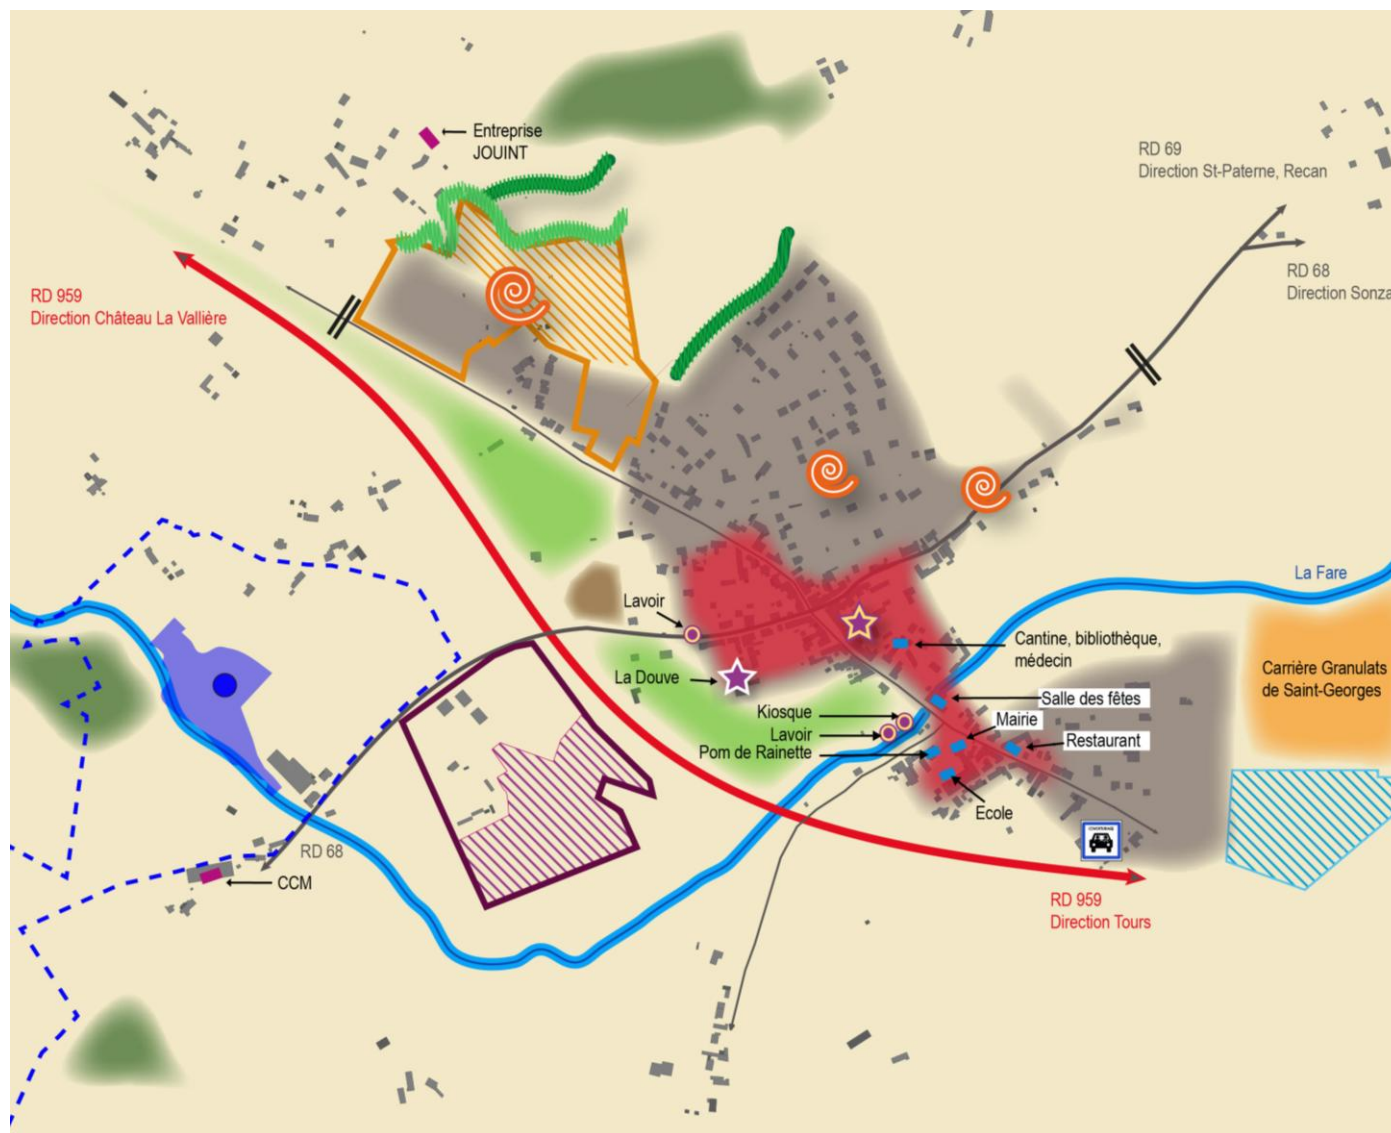 Entreprise
JOUINT
RD 69
Direction St-Paterne, Recan
RD 68
Direction Sonza
RD 959
Direction Château La Vallière
La Fare
Lavoir
Cantine, bibliothèque,
médecin
Carrière Granulats
de Saint-Georges
La Douve
Salle des fêtes
Kiosque
Mairie
Lavoir
Restaurant
Pom de Rainette
Ecole
RD 68
CCM
RD 959
Direction Tours